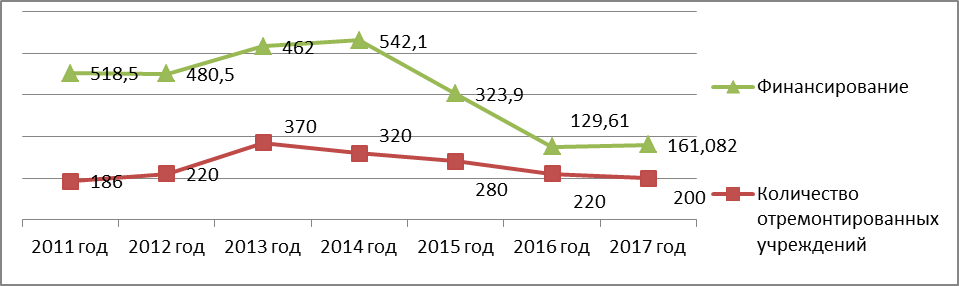 518,5
480,5
462
542,1
323,9
129,61
161,082
186
220
370
320
280
220
200
2011 год
2012 год
2013 год
2014 год
2015 год
2016 год
2017 год
Финансирование
Количество
отремонтированных
учреждений